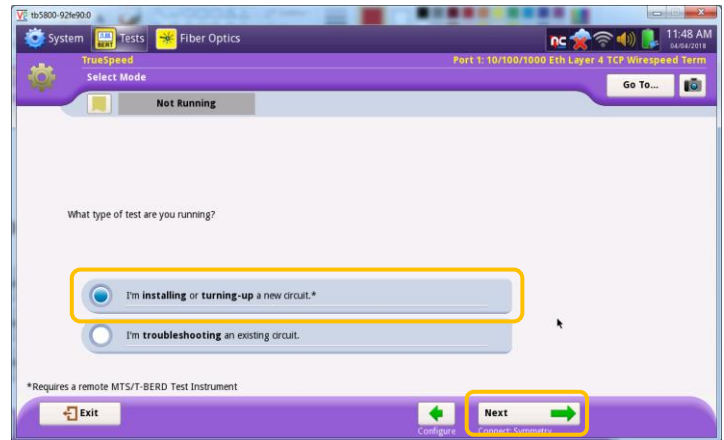 tb5800-92fe90:0
System
BERT
Tests
Fiber Optics
nc
11:48 AM
04/04/2018
TrueSpeed
Port 1: 10/100/1000 Eth Layer 4 TCP Wirespeed Term
Select Mode
Go To...
Not Running
What type of test are you running?
I'm installing or turning-up a new circuit.*
I'm troubleshooting an existing circuit.
*Requires a remote MTS/T-BERD Test Instrument
Exit
Next
Configure
Connect: Symmetry